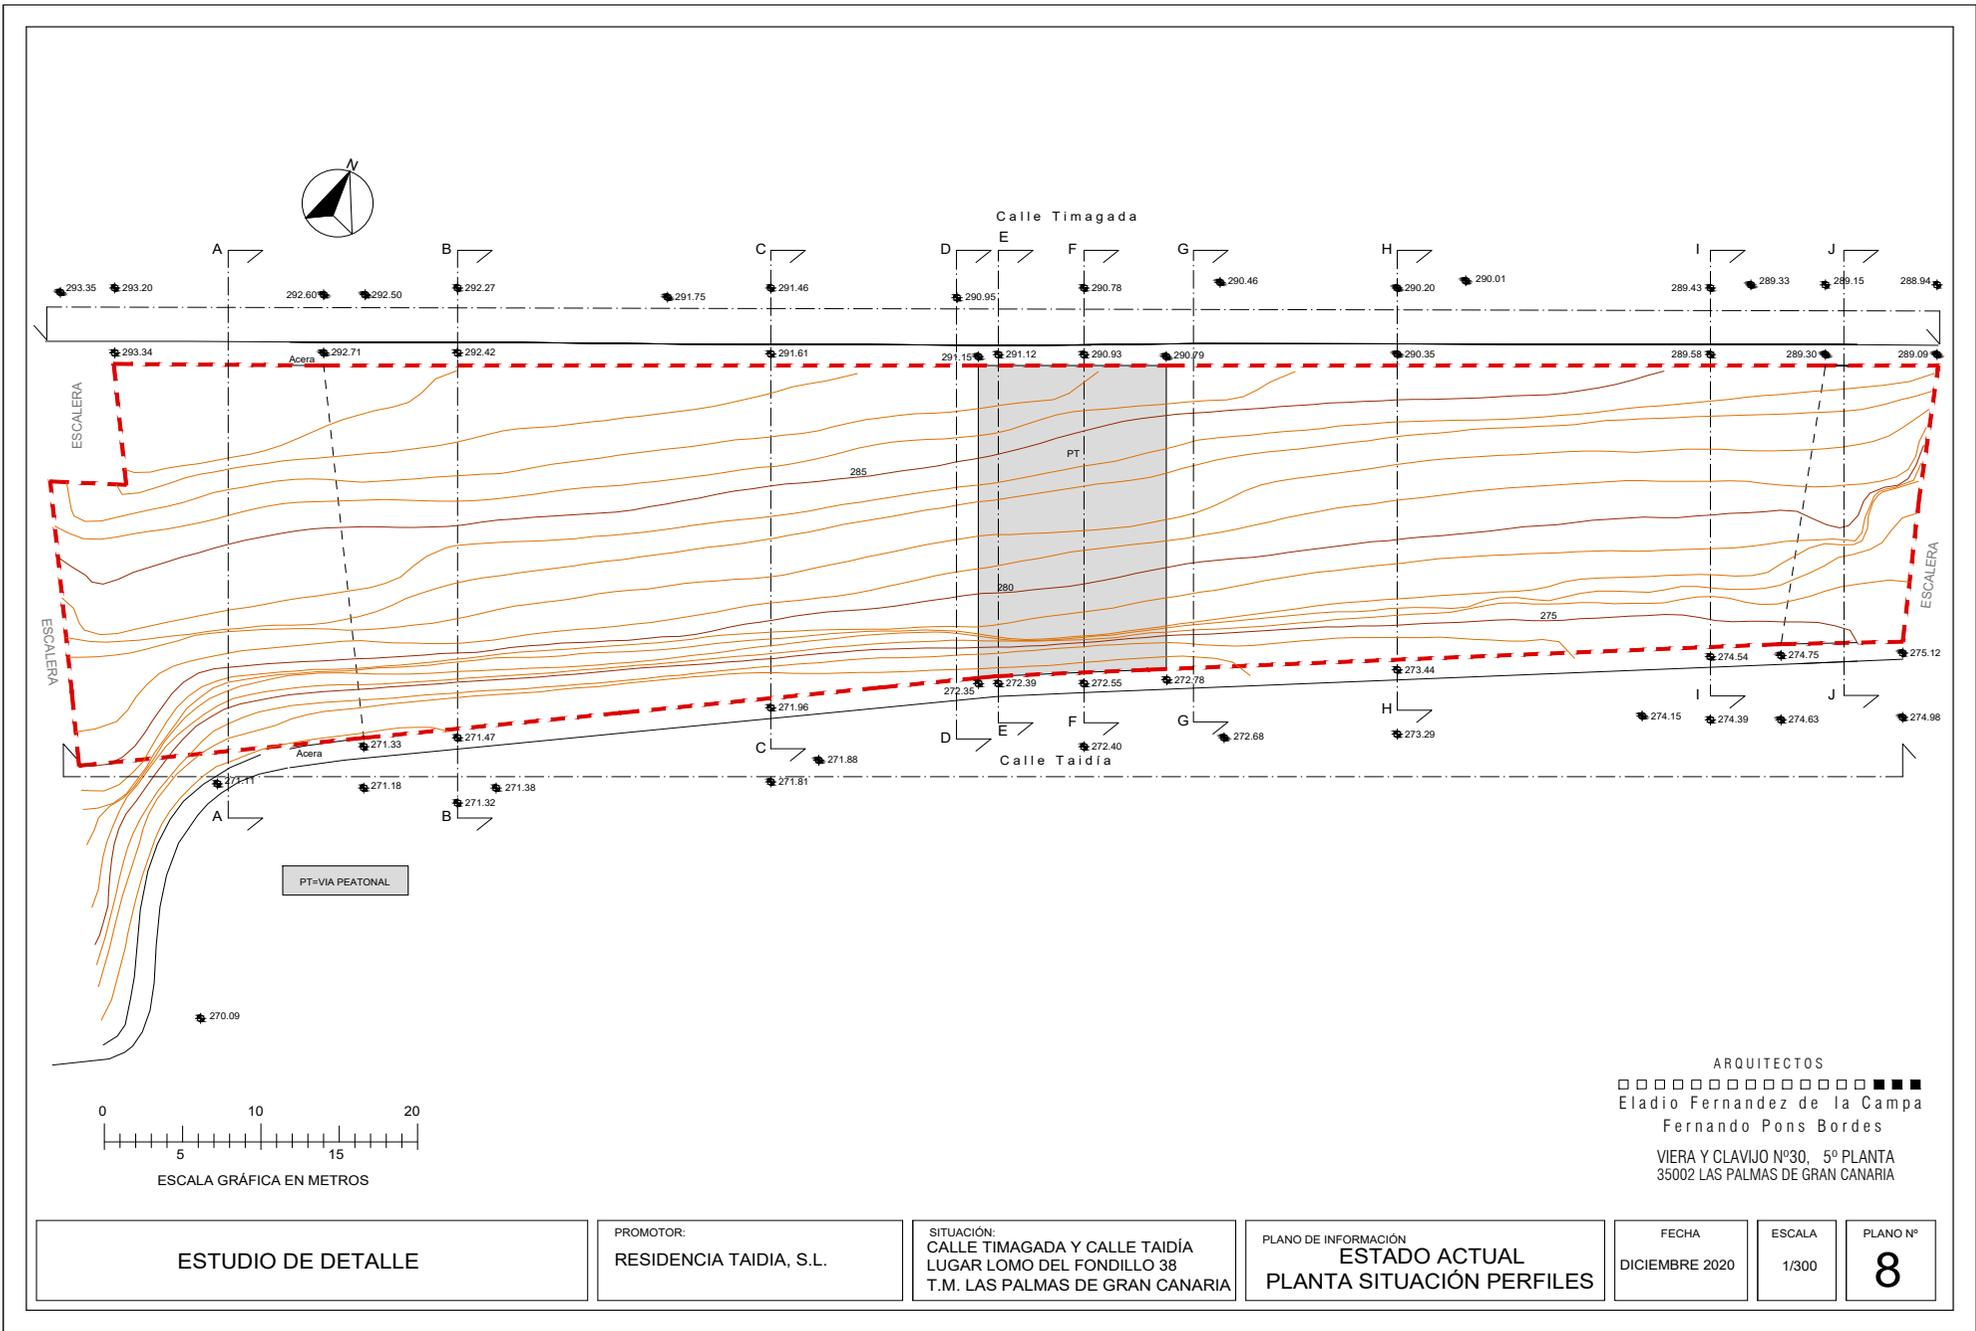 N
Calle Timagada
A
B
C
D
E
F
G
H
I
J
293.35
293.20
292.60
292.50
292.27
291.75
291.46
290.95
290.78
290.46
290.20
290.01
289.43
289.33
289.15
288.94
293.34
Acera
292.71
292.42
291.61
291.15
291.12
290.93
290.79
290.35
289.58
289.30
289.09
ESCALERA
PT
285
280
275
ESCALERA
ESCALERA
272.35
272.39
272.55
272.78
273.44
274.54
274.75
275.12
271.96
271.33
271.47
Acera
271.11
271.18
271.32
271.38
271.81
271.88
272.40
272.68
273.29
274.15
274.39
274.63
274.98
A
B
C
D
E
F
G
H
I
J
Calle Taidía
PT=VIA PEATONAL
270.09
0
10
20
5
15
ESCALA GRÁFICA EN METROS
ARQUITECTOS
Eladio Fernandez de la Campa
Fernando Pons Bordes
VIERA Y CLAVIJO Nº30, 5º PLANTA
35002 LAS PALMAS DE GRAN CANARIA
ESTUDIO DE DETALLE
PROMOTOR:
RESIDENCIA TAIDIA, S.L.
SITUACIÓN:
CALLE TIMAGADA Y CALLE TAIDÍA
LUGAR LOMO DEL FONDILLO 38
T.M. LAS PALMAS DE GRAN CANARIA
PLANO DE INFORMACIÓN
ESTADO ACTUAL
PLANTA SITUACIÓN PERFILES
FECHA
DICIEMBRE 2020
ESCALA
1/300
PLANO Nº
8